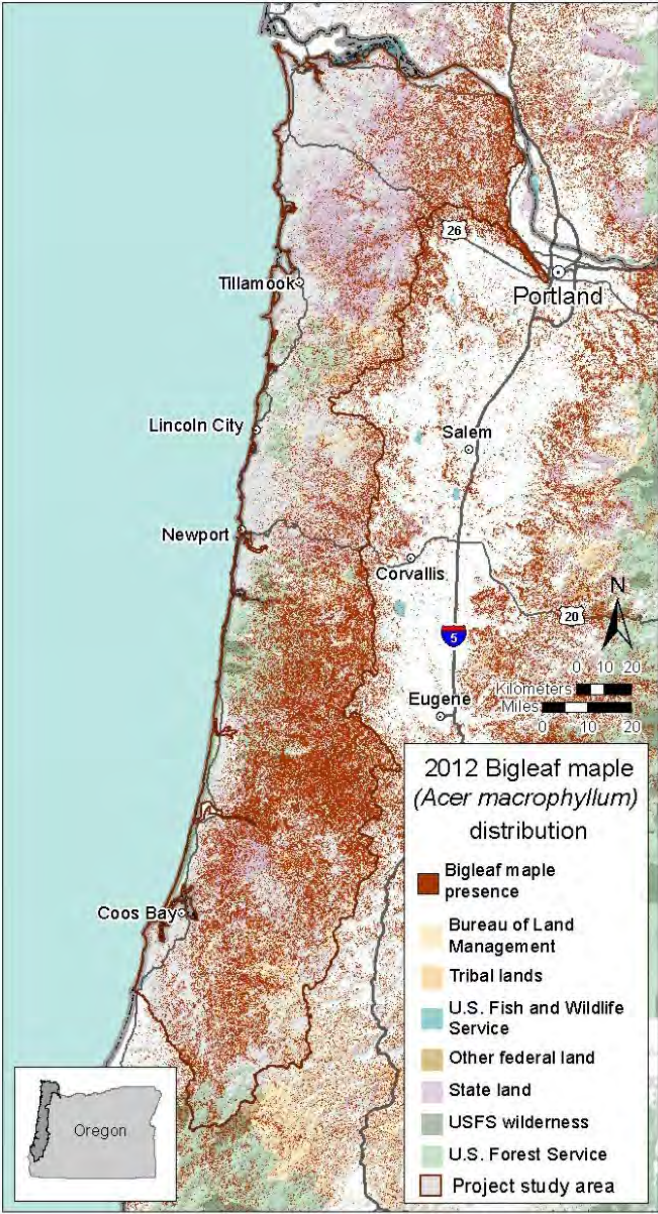 26
Portland
Tillamook
Lincoln City
Salem
Newport
Corvallis
N
20
5
0 10 20
Kilometers
Miles
0 10 20
Eugene
Coos Bay
2012 Bigleaf maple
(Acer macrophyllum)
distribution
Bigleaf maple
presence
Bureau of Land
Management
Tribal lands
U.S. Fish and Wildlife
Service
Other federal land
State land
USFS wilderness
U.S. Forest Service
Project study area
Oregon